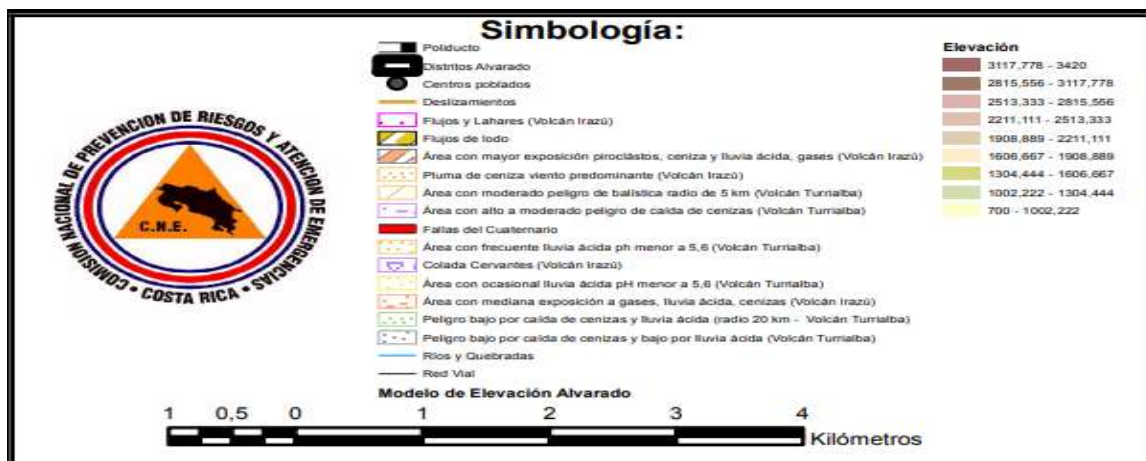 Simbología:
Poliducto
Distritos Alvarado
Centros poblados
Deslizamientos
Flujos y Lahares (Volcán Irazú)
Flujos de lodo
Área con mayor exposición piroclástos, ceniza y lluvia ácida, gases (Volcán Irazú)
Pluma de ceniza viento predominante (Volcán Irazú)
Área con moderado peligro de balística radio de 5 km (Volcán Turrialba)
Área con alto a moderado peligro de caída de cenizas (Volcán Turrialba)
Fallas del Cuaternario
Área con frecuente lluvia ácida ph menor a 5,6 (Volcán Turrialba)
Colada Cervantes (Volcán Irazú)
Área con ocasional lluvia ácida pH menor a 5,6 (Volcán Turrialba)
Área con mediana exposición a gases, lluvia ácida, cenizas (Volcán Irazú)
Peligro bajo por caída de cenizas y lluvia ácida (radio 20 km - Volcán Turrialba)
Peligro bajo por caída de cenizas y bajo por lluvia ácida (Volcán Turrialba)
Ríos y Quebradas
Red Vial
Modelo de Elevación Alvarado
Elevación
3117,778 - 3420
2815,556 - 3117,778
2513,333 - 2815,556
2211,111 - 2513,333
1908,889 - 2211,111
1606,667 - 1908,889
1304,444 - 1606,667
1002,222 - 1304,444
700 - 1002,222
COMISIÓN NACIONAL DE PREVENCIÓN DE RIESGOS Y ATENCIÓN DE EMERGENCIAS
C.N.E.
• COSTA RICA •
1 0,5 0 1 2 3 4
Kilómetros